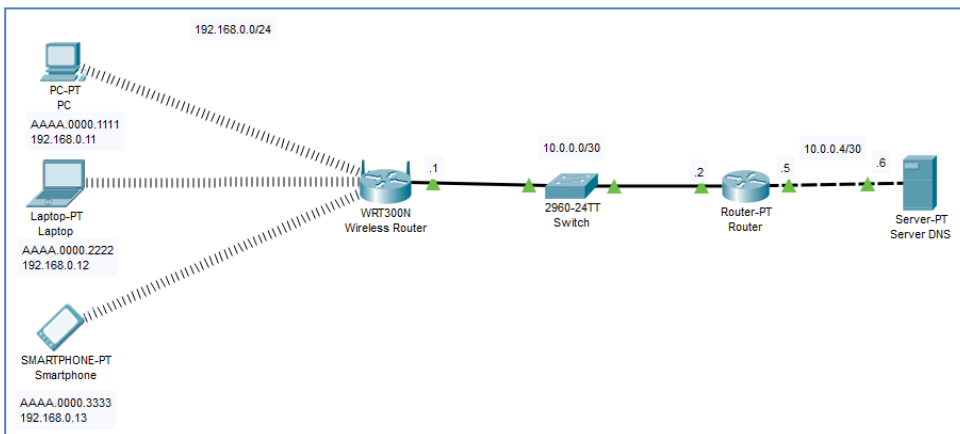 192.168.0.0/24
PC-PT
PC
AAAA.0000.1111
192.168.0.11
Laptop-PT
Laptop
AAAA.0000.2222
192.168.0.12
SMARTPHONE-PT
Smartphone
AAAA.0000.3333
192.168.0.13
WRT300N
Wireless Router
.1
10.0.0.0/30
2960-24TT
Switch
.2
Router-PT
Router
.5
10.0.0.4/30
.6
Server-PT
Server DNS